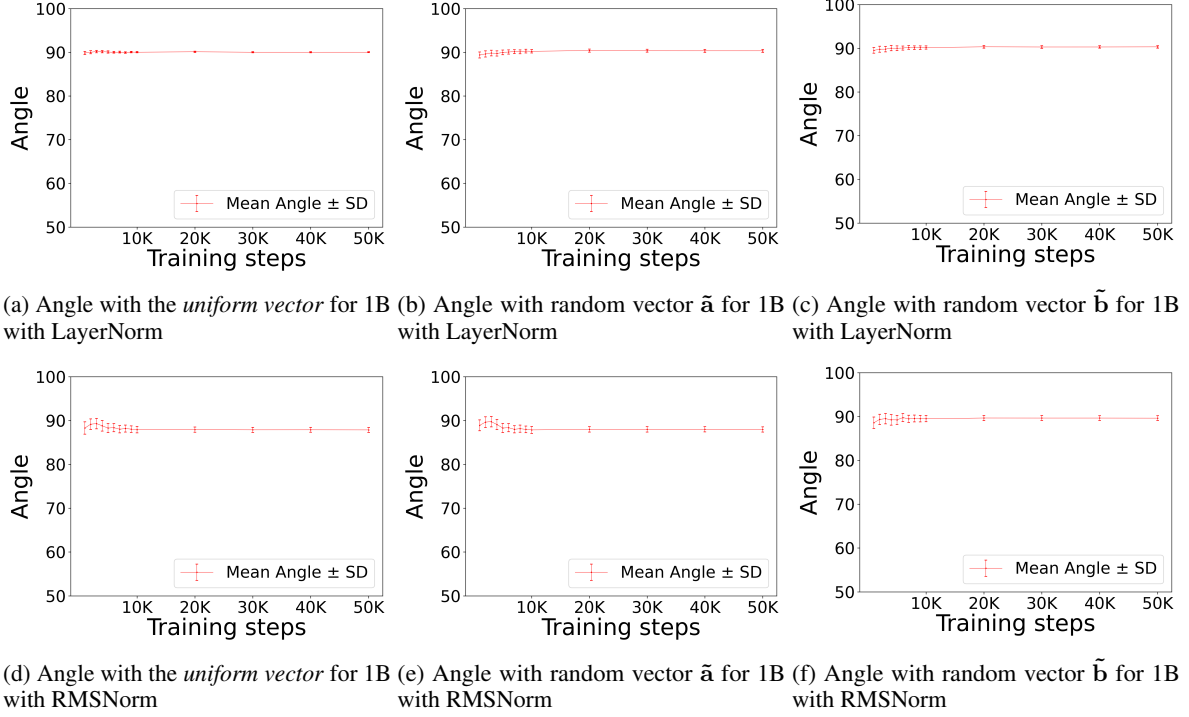 100
90
80
70
60
50
Angle
Mean Angle ± SD
10K 20K 30K 40K 50K
Training steps
(a) Angle with the uniform vector for 1B
with LayerNorm
100
90
80
70
60
50
Angle
Mean Angle ± SD
10K 20K 30K 40K 50K
Training steps
(b) Angle with random vector ã for 1B
with LayerNorm
100
90
80
70
60
50
Angle
Mean Angle ± SD
10K 20K 30K 40K 50K
Training steps
(c) Angle with random vector b̃ for 1B
with LayerNorm
100
90
80
70
60
50
Angle
Mean Angle ± SD
10K 20K 30K 40K 50K
Training steps
(d) Angle with the uniform vector for 1B
with RMSNorm
100
90
80
70
60
50
Angle
Mean Angle ± SD
10K 20K 30K 40K 50K
Training steps
(e) Angle with random vector ã for 1B
with RMSNorm
100
90
80
70
60
50
Angle
Mean Angle ± SD
10K 20K 30K 40K 50K
Training steps
(f) Angle with random vector b̃ for 1B
with RMSNorm